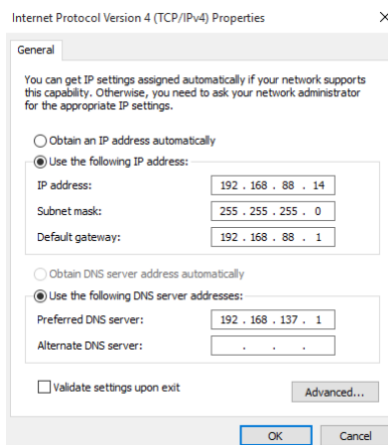 Internet Protocol Version 4 (TCP/IPv4) Properties
General
You can get IP settings assigned automatically if your network supports
this capability. Otherwise, you need to ask your network administrator
for the appropriate IP settings.
Obtain an IP address automatically
Use the following IP address:
IP address: 192 . 168 . 88 . 14
Subnet mask: 255 . 255 . 255 . 0
Default gateway: 192 . 168 . 88 . 1
Obtain DNS server address automatically
Use the following DNS server addresses:
Preferred DNS server: 192 . 168 . 137 . 1
Alternate DNS server: . . .
Validate settings upon exit
Advanced...
OK Cancel